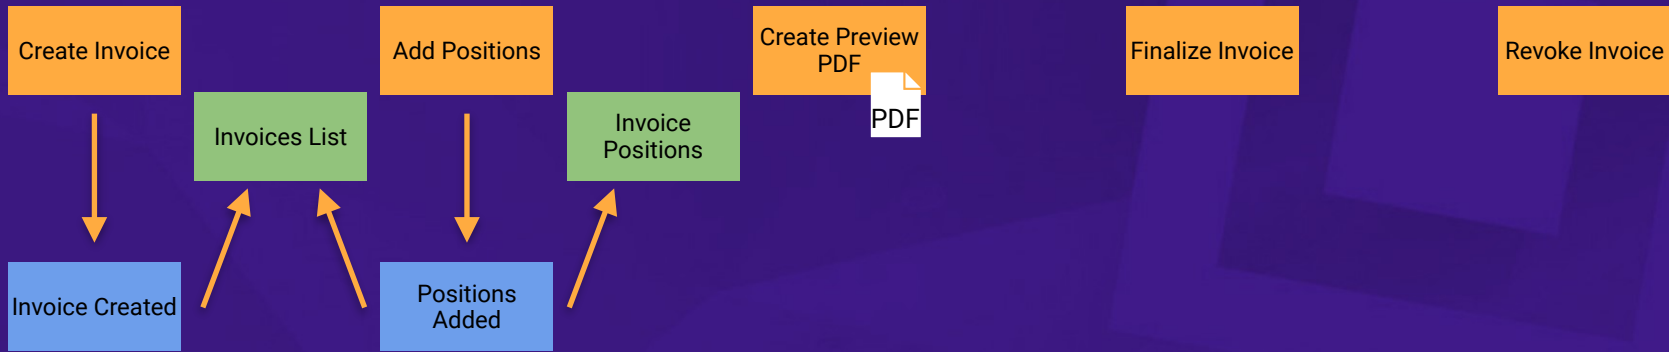 Create Invoice
Add Positions
Create Preview
PDF
Finalize Invoice
Revoke Invoice
PDF
Invoices List
Invoice
Positions
Invoice Created
Positions
Added